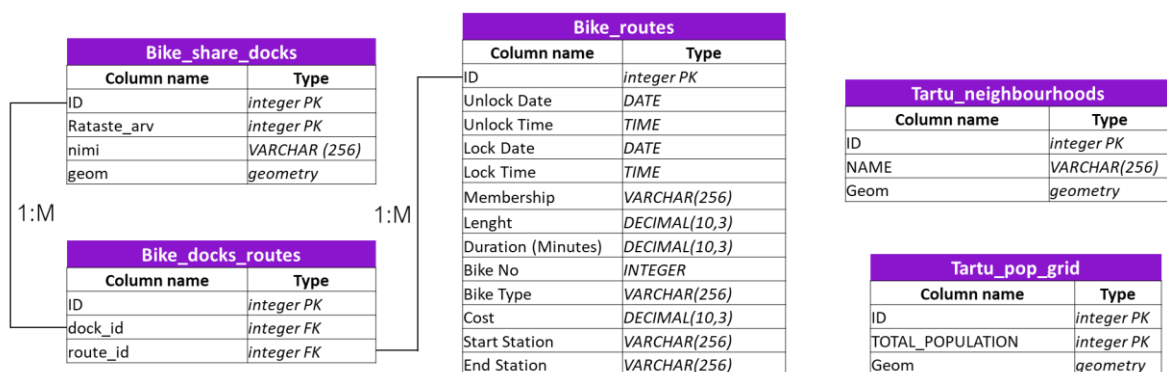 Bike_share_docks
Column name Type
ID integer PK
Rataste_arv integer PK
nimi VARCHAR (256)
geom geometry
1:M
Bike_docks_routes
Column name Type
ID integer PK
dock_id integer FK
route_id integer FK
1:M
Bike_routes
Column name Type
ID integer PK
Unlock Date DATE
Unlock Time TIME
Lock Date DATE
Lock Time TIME
Membership VARCHAR(256)
Lenght DECIMAL(10,3)
Duration (Minutes) DECIMAL(10,3)
Bike No INTEGER
Bike Type VARCHAR(256)
Cost DECIMAL(10,3)
Start Station VARCHAR(256)
End Station VARCHAR(256)
Tartu_neighbourhoods
Column name Type
ID integer PK
NAME VARCHAR(256)
Geom geometry
Tartu_pop_grid
Column name Type
ID integer PK
TOTAL_POPULATION integer PK
Geom geometry